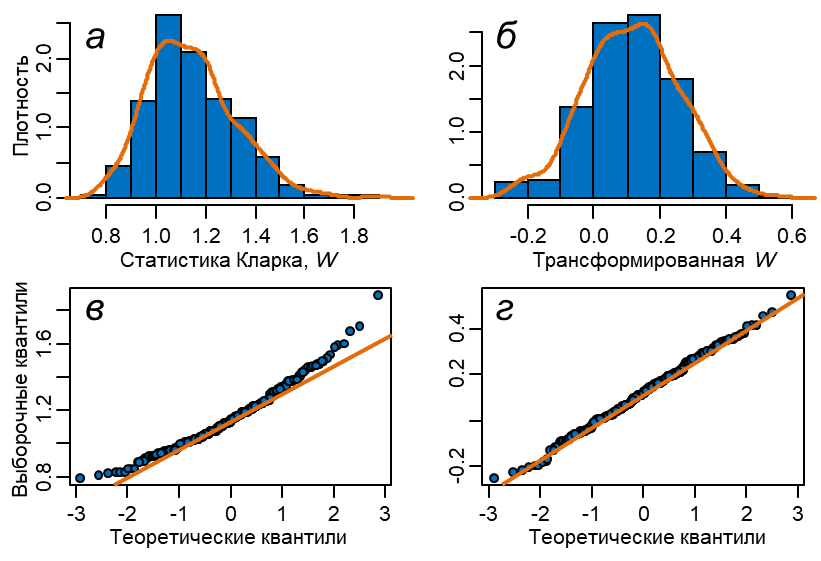 а
б
Плотность
0.
1.0
2.0
0.8 1.0 1.2 1.4 1.6 1.8
Статистика Кларка, W
0.0
1.0
2.0
-0.2 0.0 0.2 0.4 0.6
Трансформированная W
в
г
Выборочные квантили
0.8
1.2
1.6
-3 -2 -1 0 1 2 3
Теоретические квантили
-0.2
0.2
0.4
-3 -2 -1 0 1 2 3
Теоретические квантили